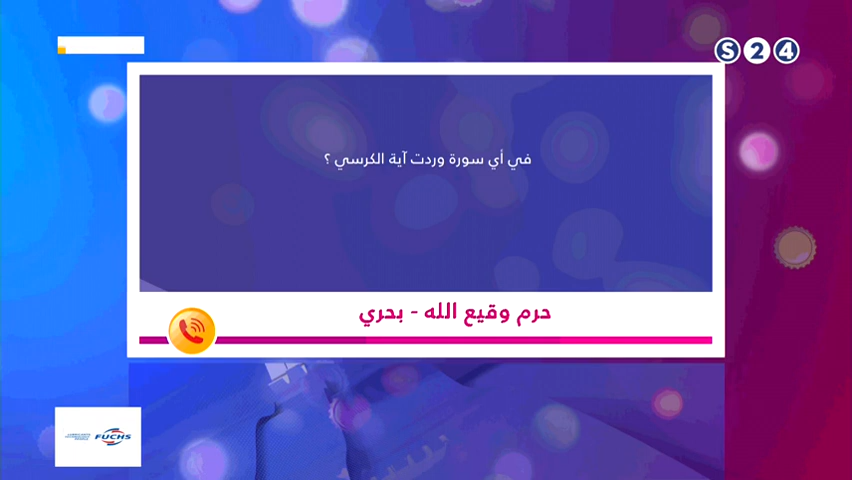 S24
في أي سورة وردت آية الكرسي ؟
حرم وقيع الله - بحري
FUCHS